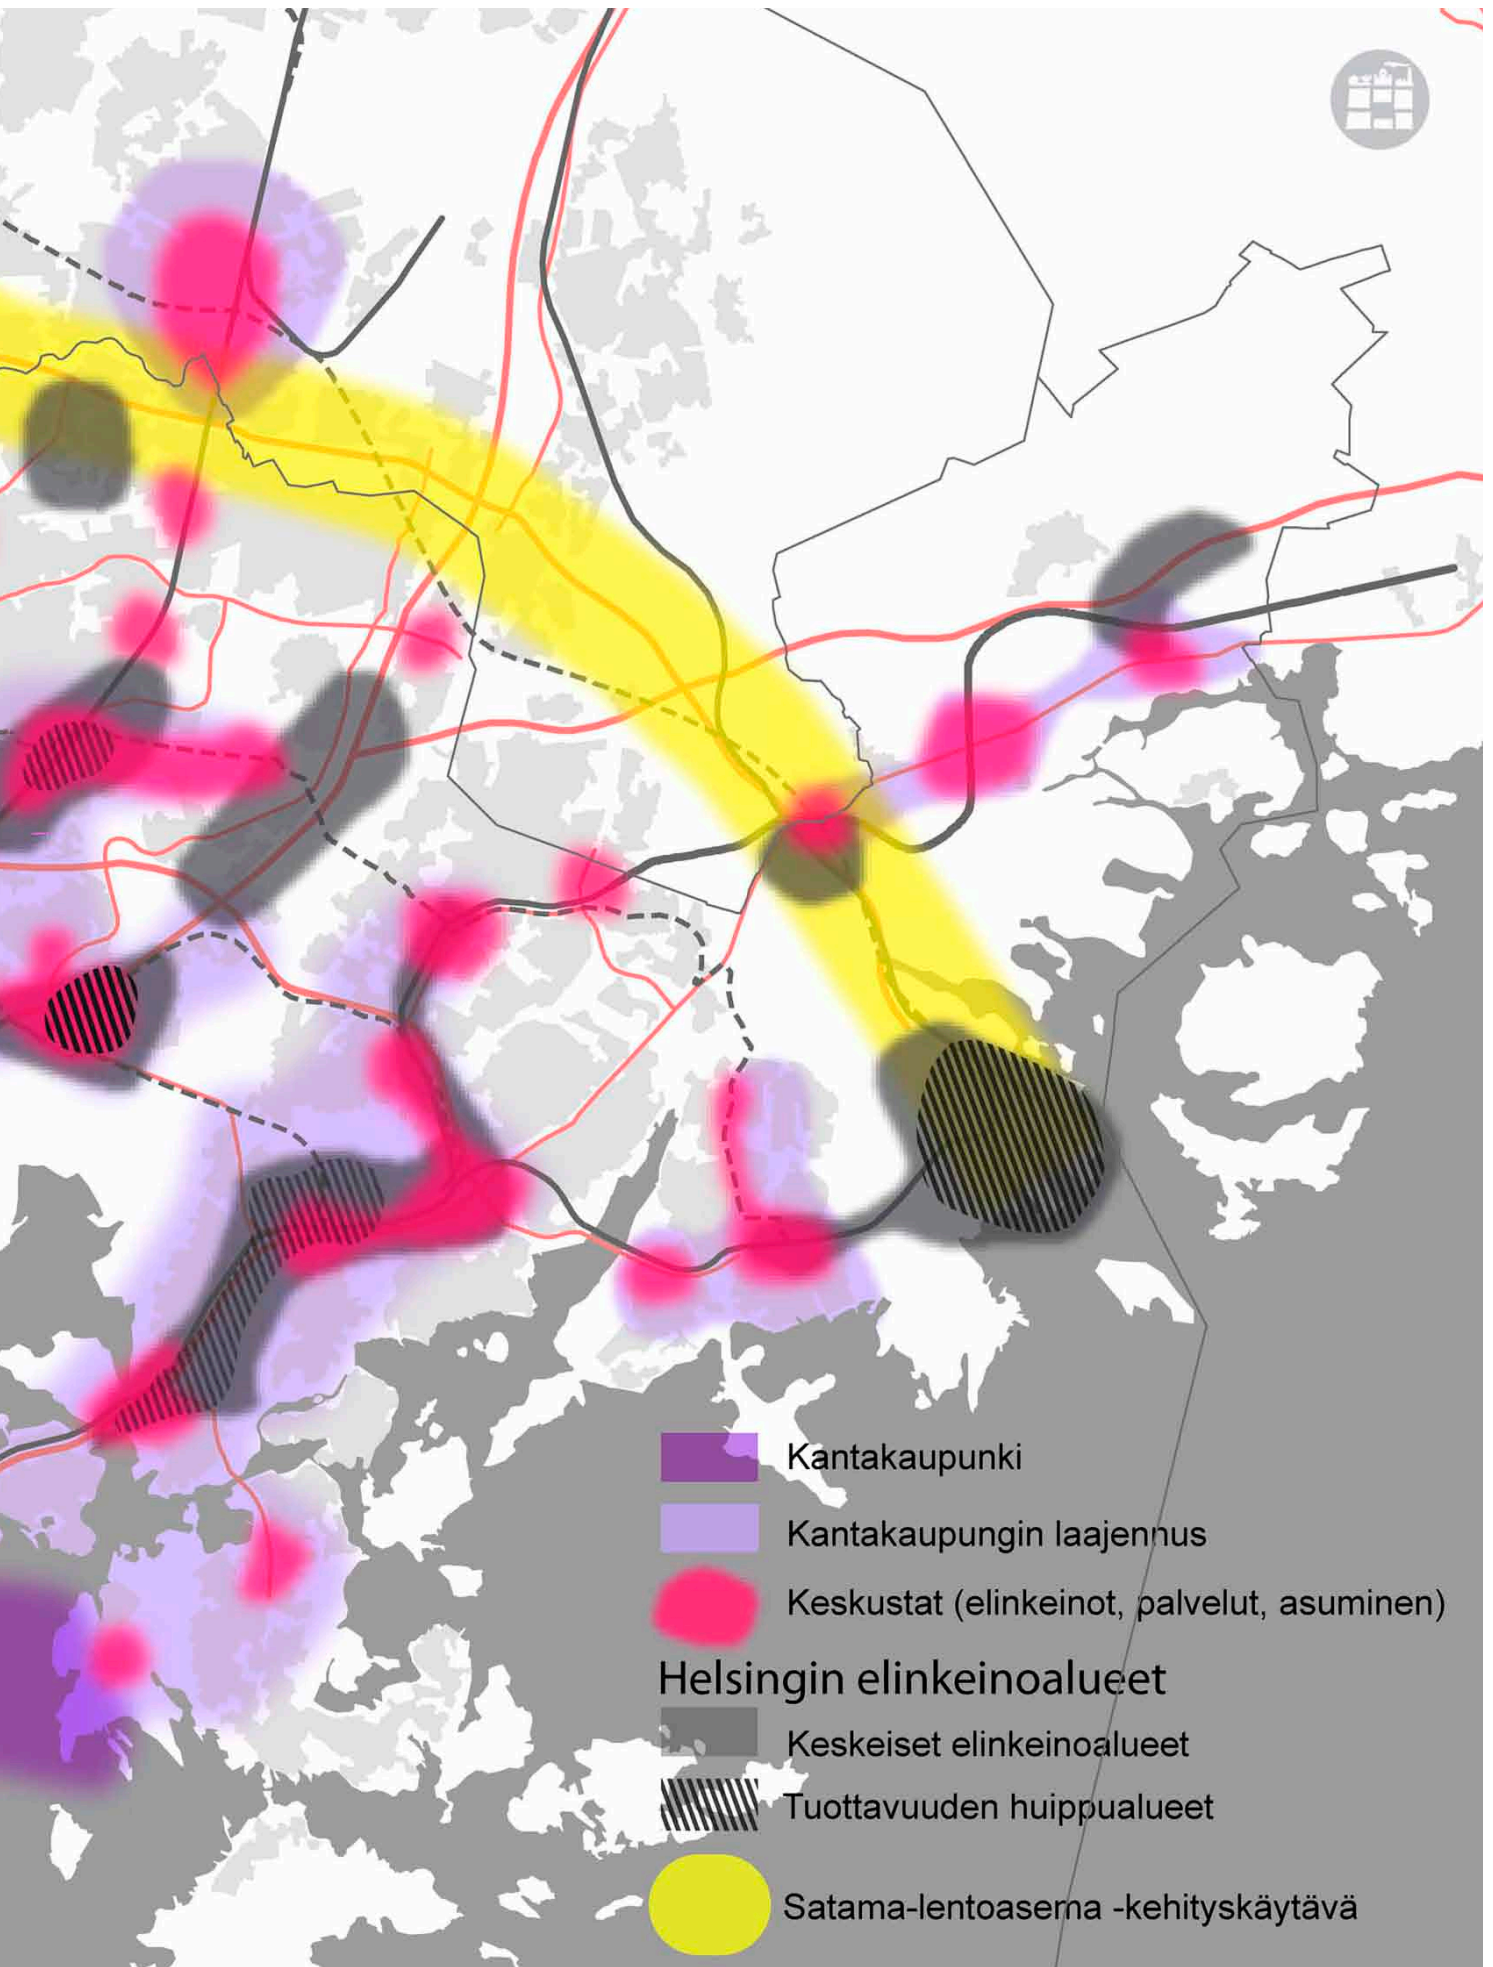 Kantakaupunki
Kantakaupungin laajennus
Keskustat (elinkeinot, palvelut, asuminen)
Helsingin elinkeinoalueet
Keskeiset elinkeinoalueet
Tuottavuuden huippualueet
Satama-lentoasema -kehityskäytävä